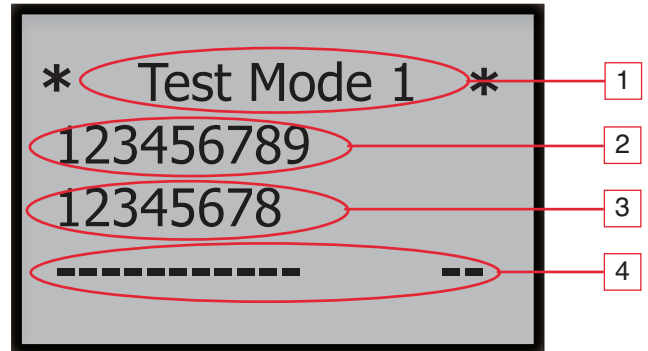 * Test Mode 1 * 1
123456789 2
12345678 3
----------- -- 4